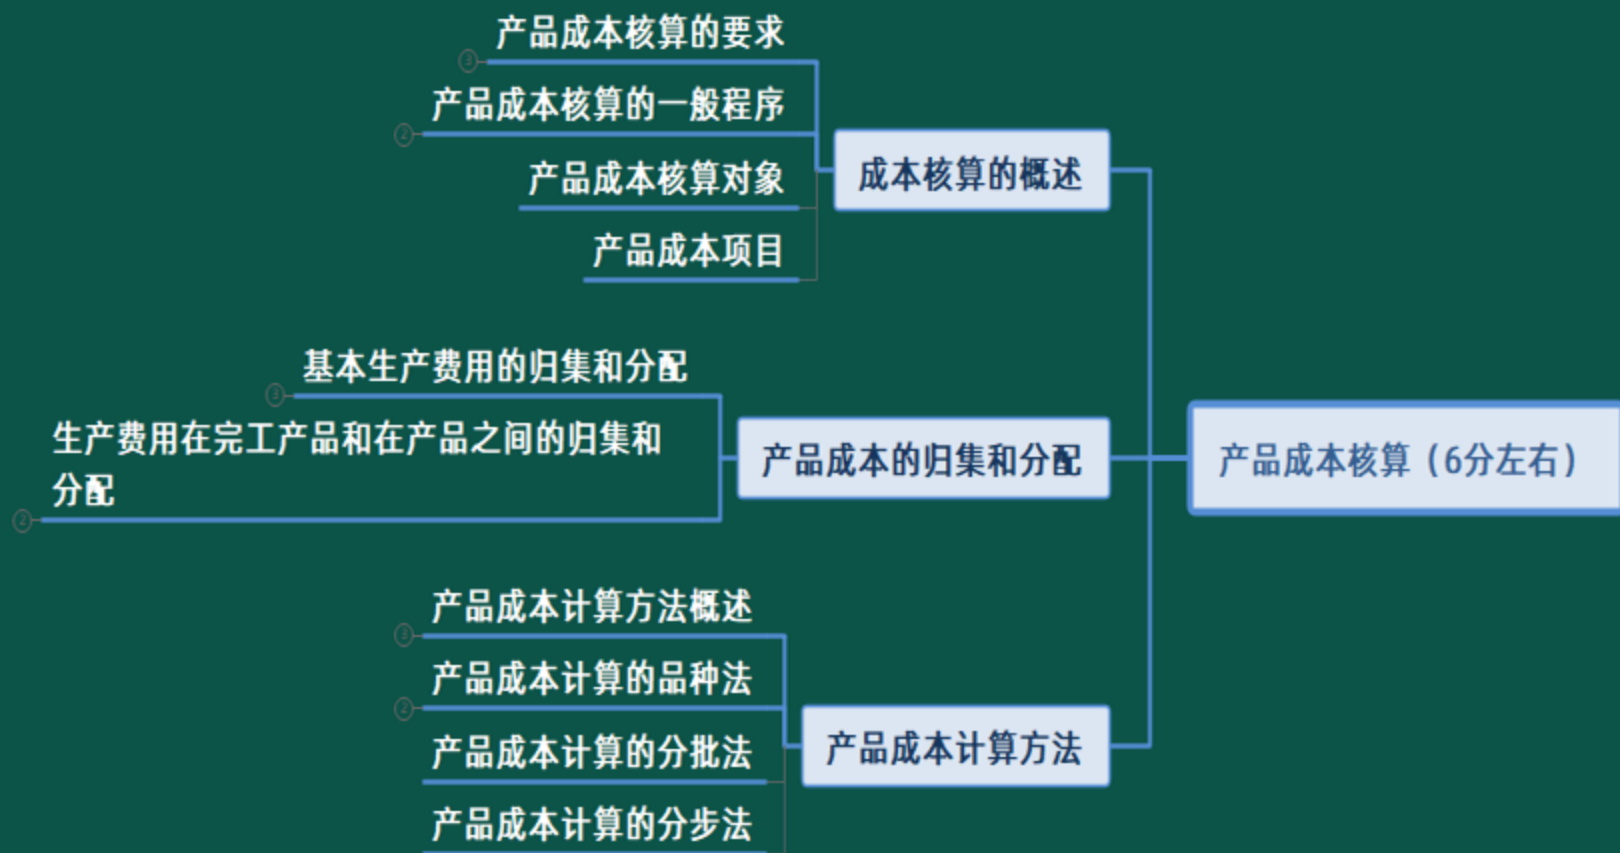 产品成本核算的要求
3
产品成本核算的一般程序
2
产品成本核算对象
产品成本项目
成本核算的概述
基本生产费用的归集和分配
3
生产费用在完工产品和在产品之间的归集和
分配
2
产品成本的归集和分配
产品成本核算（6分左右）
产品成本计算方法概述
3
产品成本计算的品种法
2
产品成本计算的分批法
产品成本计算的分步法
产品成本计算方法